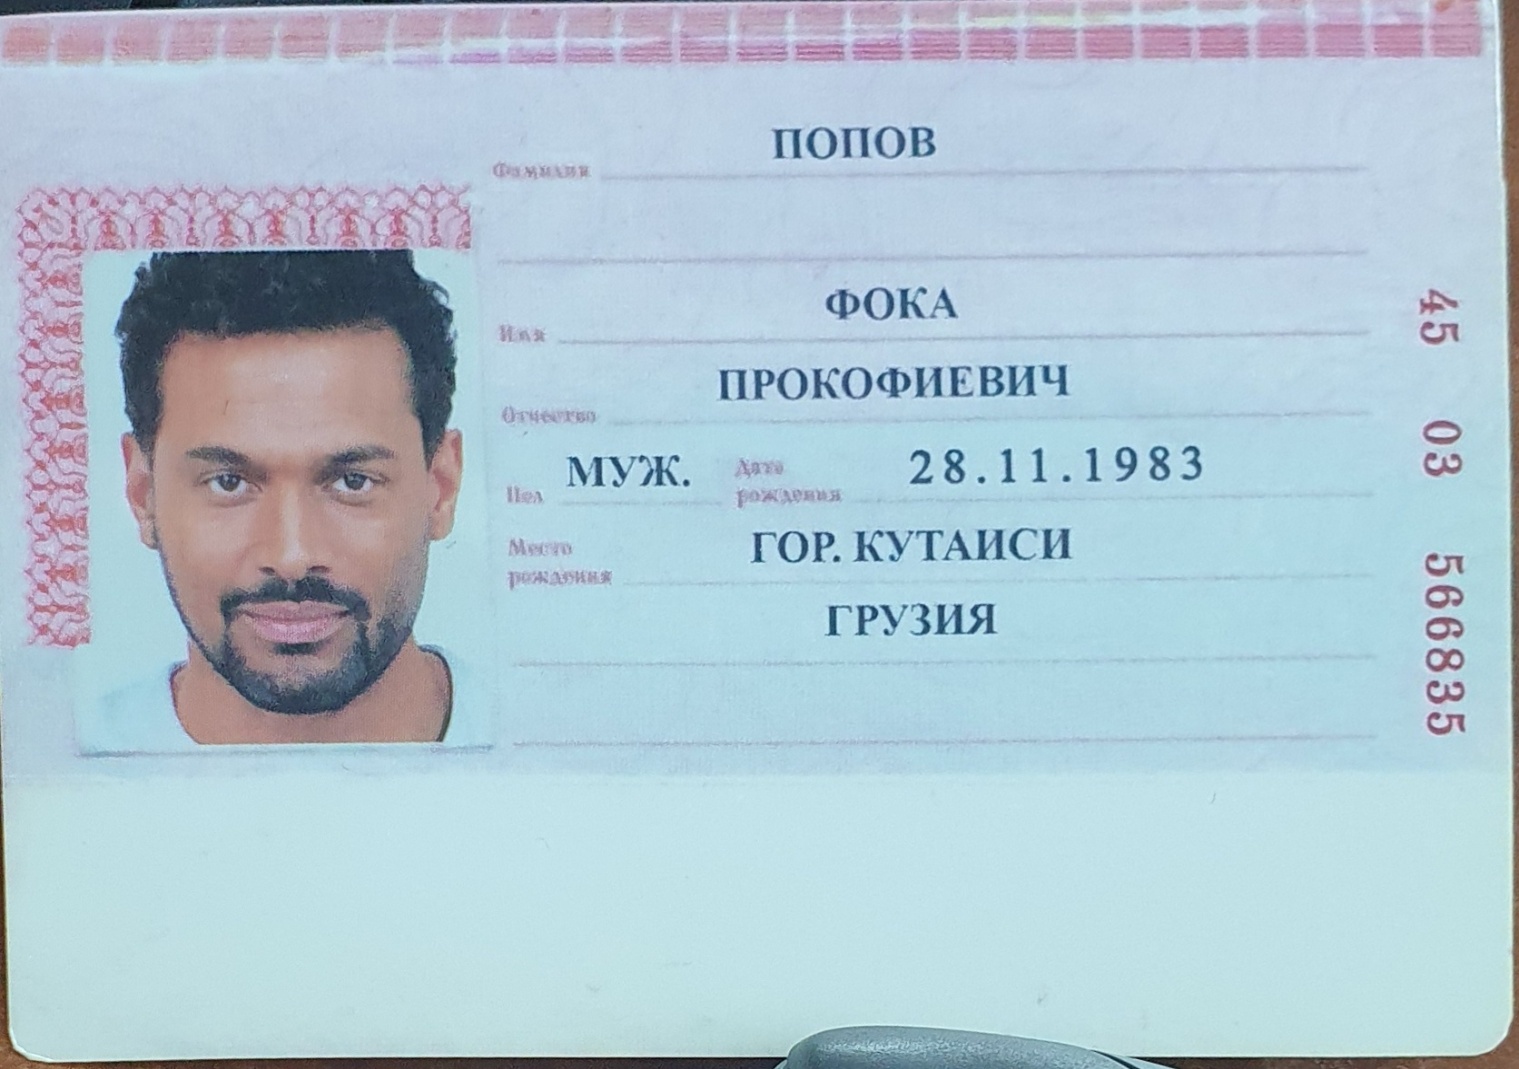 ПОПОВ
Фамилия
ФОКА
Имя
ПРОКОФИЕВИЧ
Отчество
Пол МУЖ. Дата рождения 28.11.1983
Место рождения ГОР. КУТАИСИ
ГРУЗИЯ
45 03 566835